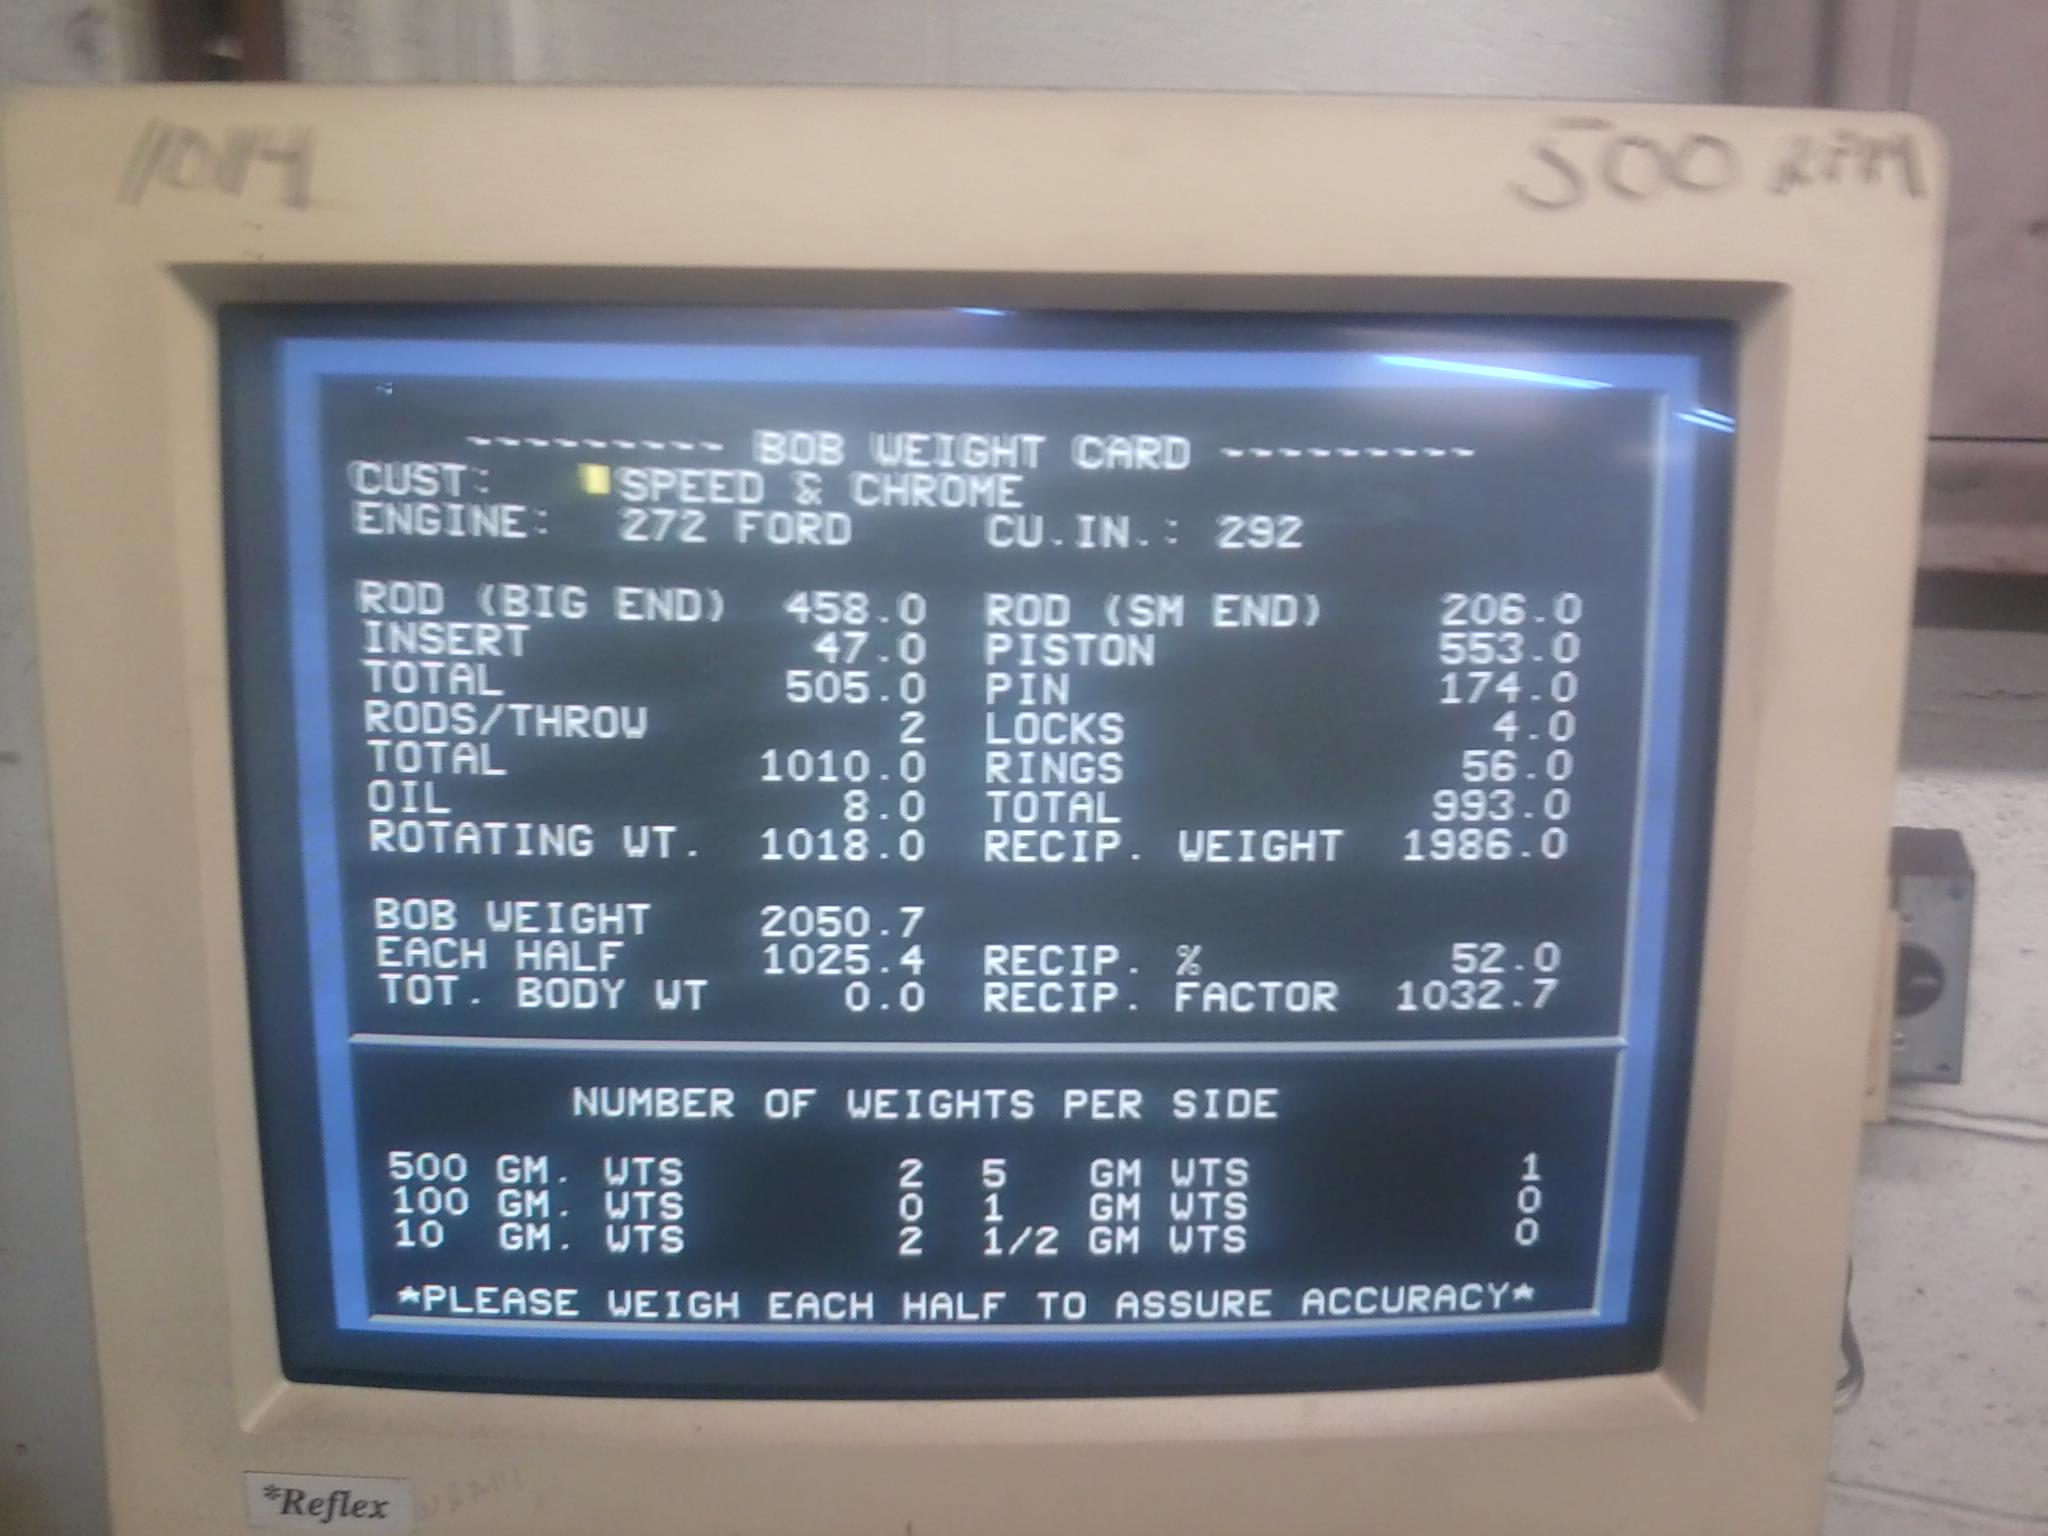 500 RPM
--------- BOB WEIGHT CARD ---------
CUST: SPEED & CHROME
ENGINE: 272 FORD CU.IN.: 292
ROD (BIG END) 458.0 ROD (SM END) 206.0
INSERT 47.0 PISTON 553.0
TOTAL 505.0 PIN 174.0
RODS/THROW 2 LOCKS 4.0
TOTAL 1010.0 RINGS 56.0
OIL 8.0 TOTAL 993.0
ROTATING WT. 1018.0 RECIP. WEIGHT 1986.0
BOB WEIGHT 2050.7
EACH HALF 1025.4 RECIP. % 52.0
TOT. BODY WT 0.0 RECIP. FACTOR 1032.7
NUMBER OF WEIGHTS PER SIDE
500 GM. WTS 2 5 GM WTS 1
100 GM. WTS 0 1 GM WTS 0
10 GM. WTS 2 1/2 GM WTS 0
*PLEASE WEIGH EACH HALF TO ASSURE ACCURACY*
*Reflex